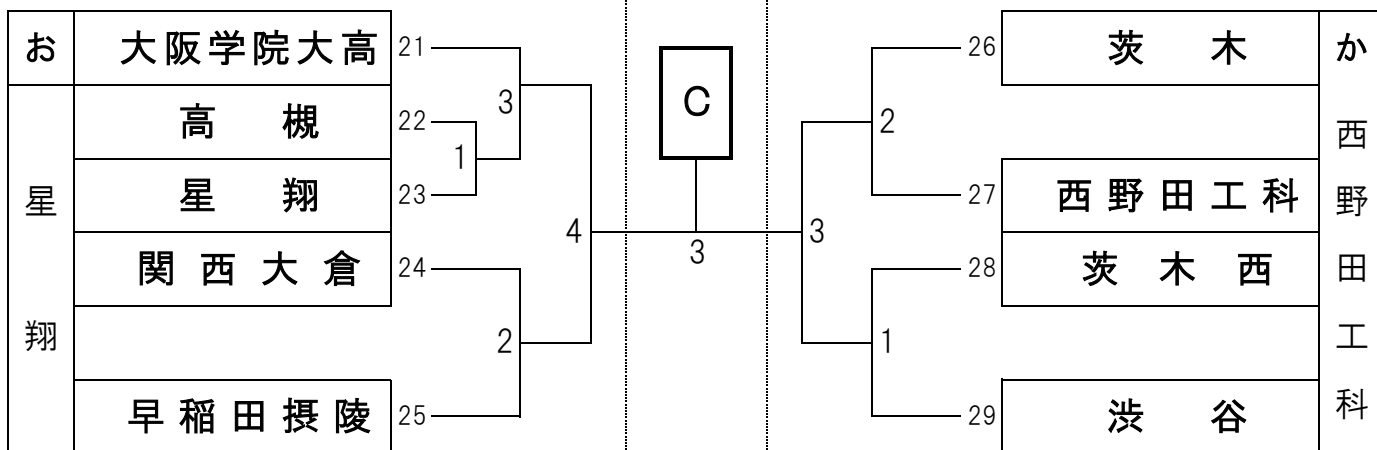 お
大阪学院大高
21
高槻
22
星翔
23
関西大倉
24
早稲田摂陵
25
星翔
1
3
2
4
C
3
3
2
1
26
茨木
27
西野田工科
28
茨木西
29
渋谷
か
西野田工科